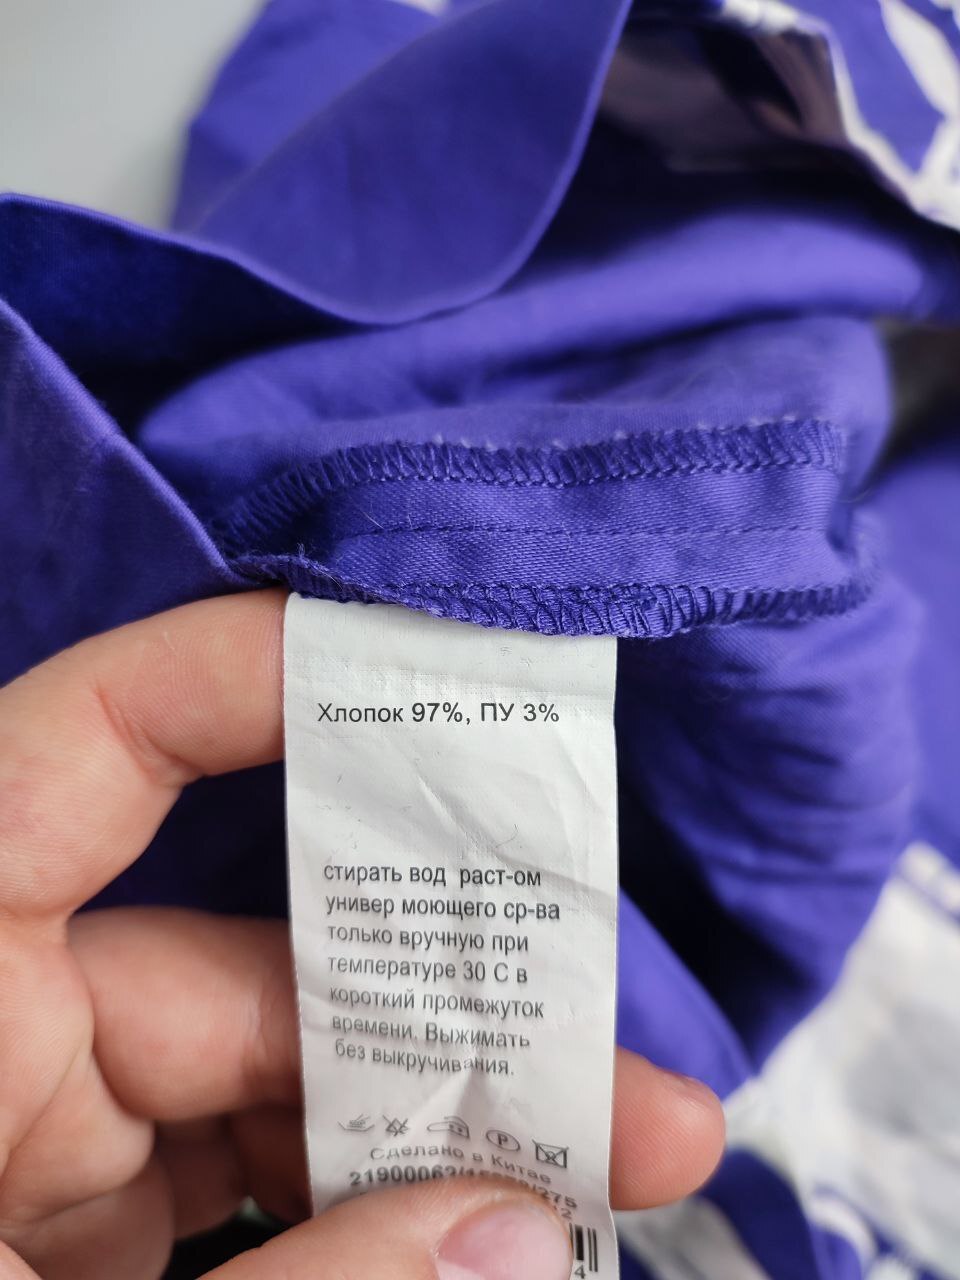 Хлопок 97%, ПУ 3%
стирать вод раст-ом
универ моющего ср-ва
только вручную при
температуре 30 С в
короткий промежуток
времени. Выжимать
без выкручивания.
P
Сделано в Китае
4